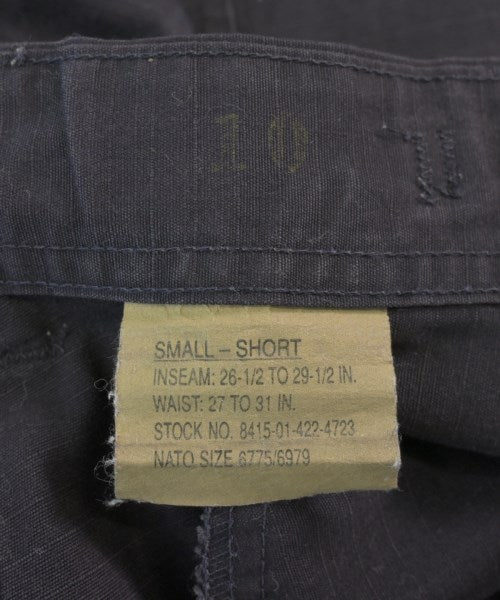 10
SMALL – SHORT
INSEAM: 26-1/2 TO 29-1/2 IN.
WAIST: 27 TO 31 IN.
STOCK NO. 8415-01-422-4723
NATO SIZE 6775/6979